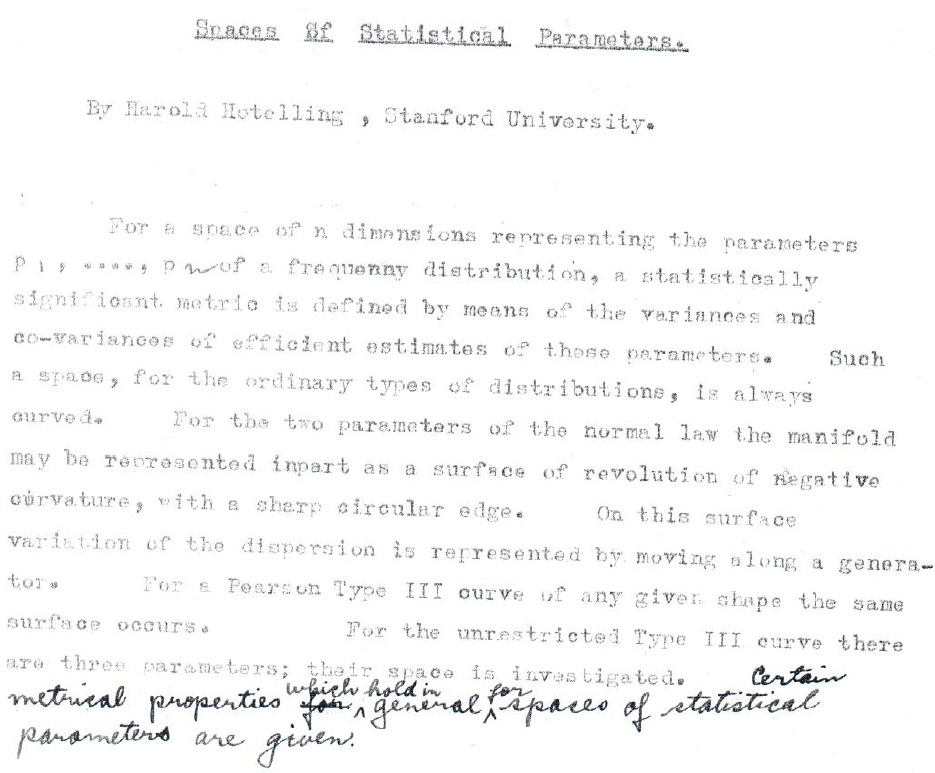 Spaces Sf Statistical Parameters.
By Harold Hotelling , Stanford University.
For a space of n dimensions representing the parameters
p 1 , ....., p n of a frequenny distribution, a statistically
significant metric is defined by means of the variances and
co-variances of efficient estimates of these parameters. Such
a space, for the ordinary types of distributions, is always
curved. For the two parameters of the normal law the manifold
may be represented inpart as a surface of revolution of negative
curvature, with a sharp circular edge. On this surface
variation of the dispersion is represented by moving along a genera-
tor. For a Pearson Type III curve of any given shape the same
surface occurs. For the unrestricted Type III curve there
are three parameters; their space is investigated. Certain
metrical properties for which hold in general for spaces of statistical
parameters are given.